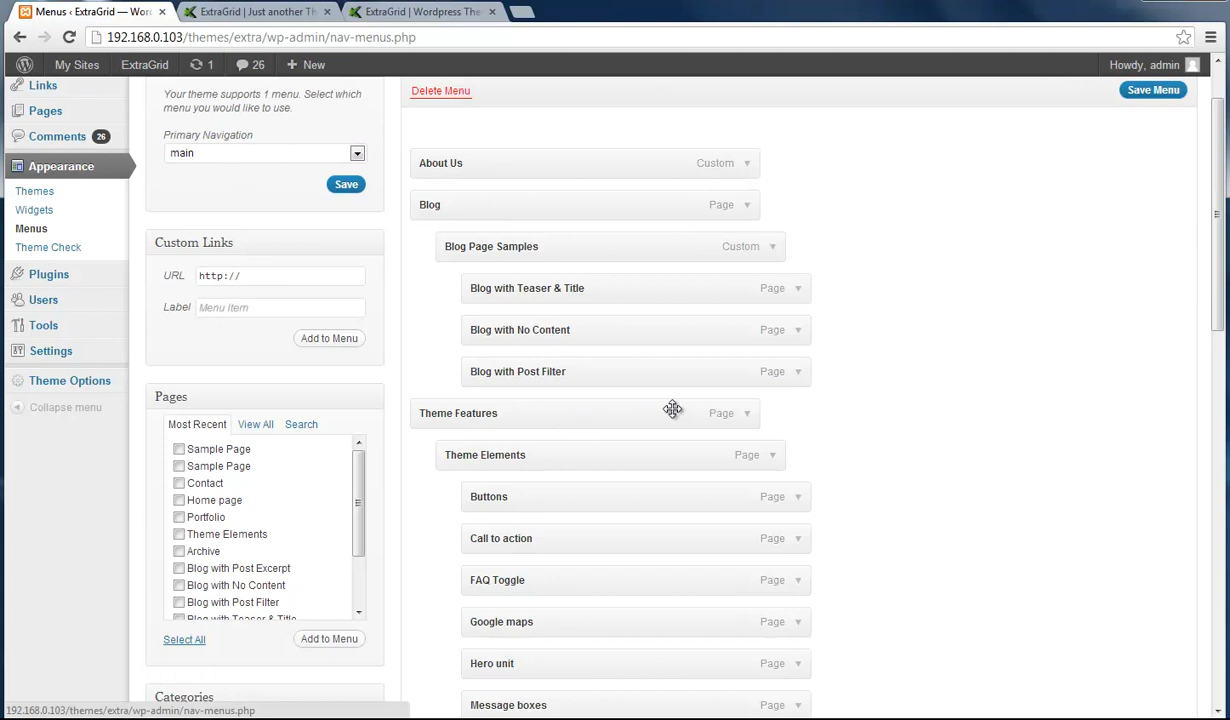 Menus ‹ ExtraGrid — Worc
ExtraGrid | Just another Th
ExtraGrid | Wordpress The
192.168.0.103/themes/extra/wp-admin/nav-menus.php
My Sites ExtraGrid 1 26 New Howdy, admin
Links
Pages
Comments 26
Appearance
Themes
Widgets
Menus
Theme Check
Plugins
Users
Tools
Settings
Theme Options
Collapse menu
Your theme supports 1 menu. Select which
menu you would like to use.
Primary Navigation
main
Save
Custom Links
URL http://
Label Menu Item
Add to Menu
Pages
Most Recent View All Search
Sample Page
Sample Page
Contact
Home page
Portfolio
Theme Elements
Archive
Blog with Post Excerpt
Blog with No Content
Blog with Post Filter
Blog with Teaser & Title
Select All Add to Menu
Categories
Delete Menu Save Menu
About Us Custom
Blog Page
Blog Page Samples Custom
Blog with Teaser & Title Page
Blog with No Content Page
Blog with Post Filter Page
Theme Features Page
Theme Elements Page
Buttons Page
Call to action Page
FAQ Toggle Page
Google maps Page
Hero unit Page
Message boxes Page
192.168.0.103/themes/extra/wp-admin/nav-menus.php